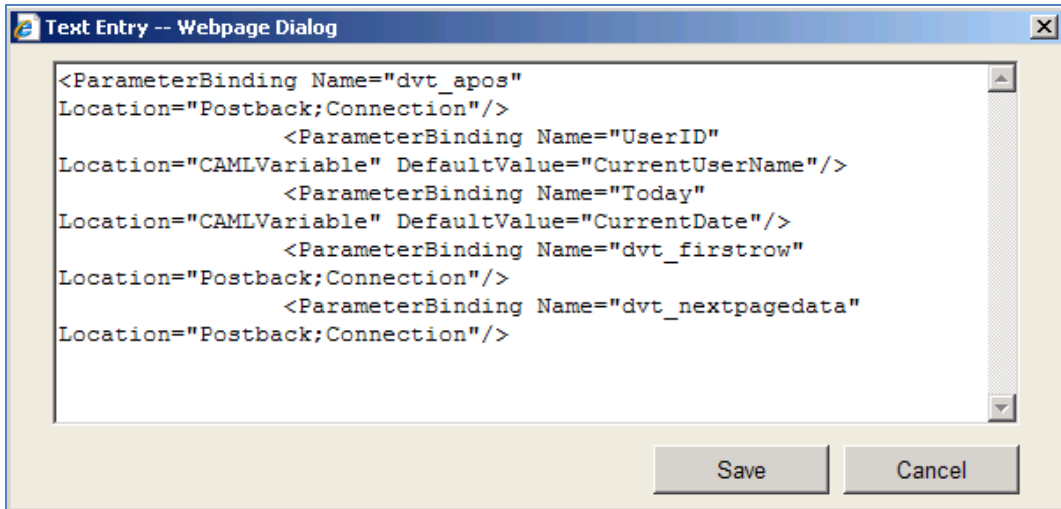 Text Entry -- Webpage Dialog
<ParameterBinding Name="dvt_apos"
Location="Postback;Connection"/>
<ParameterBinding Name="UserID"
Location="CAMLVariable" DefaultValue="CurrentUserName"/>
<ParameterBinding Name="Today"
Location="CAMLVariable" DefaultValue="CurrentDate"/>
<ParameterBinding Name="dvt_firstrow"
Location="Postback;Connection"/>
<ParameterBinding Name="dvt_nextpagedata"
Location="Postback;Connection"/>
Save Cancel